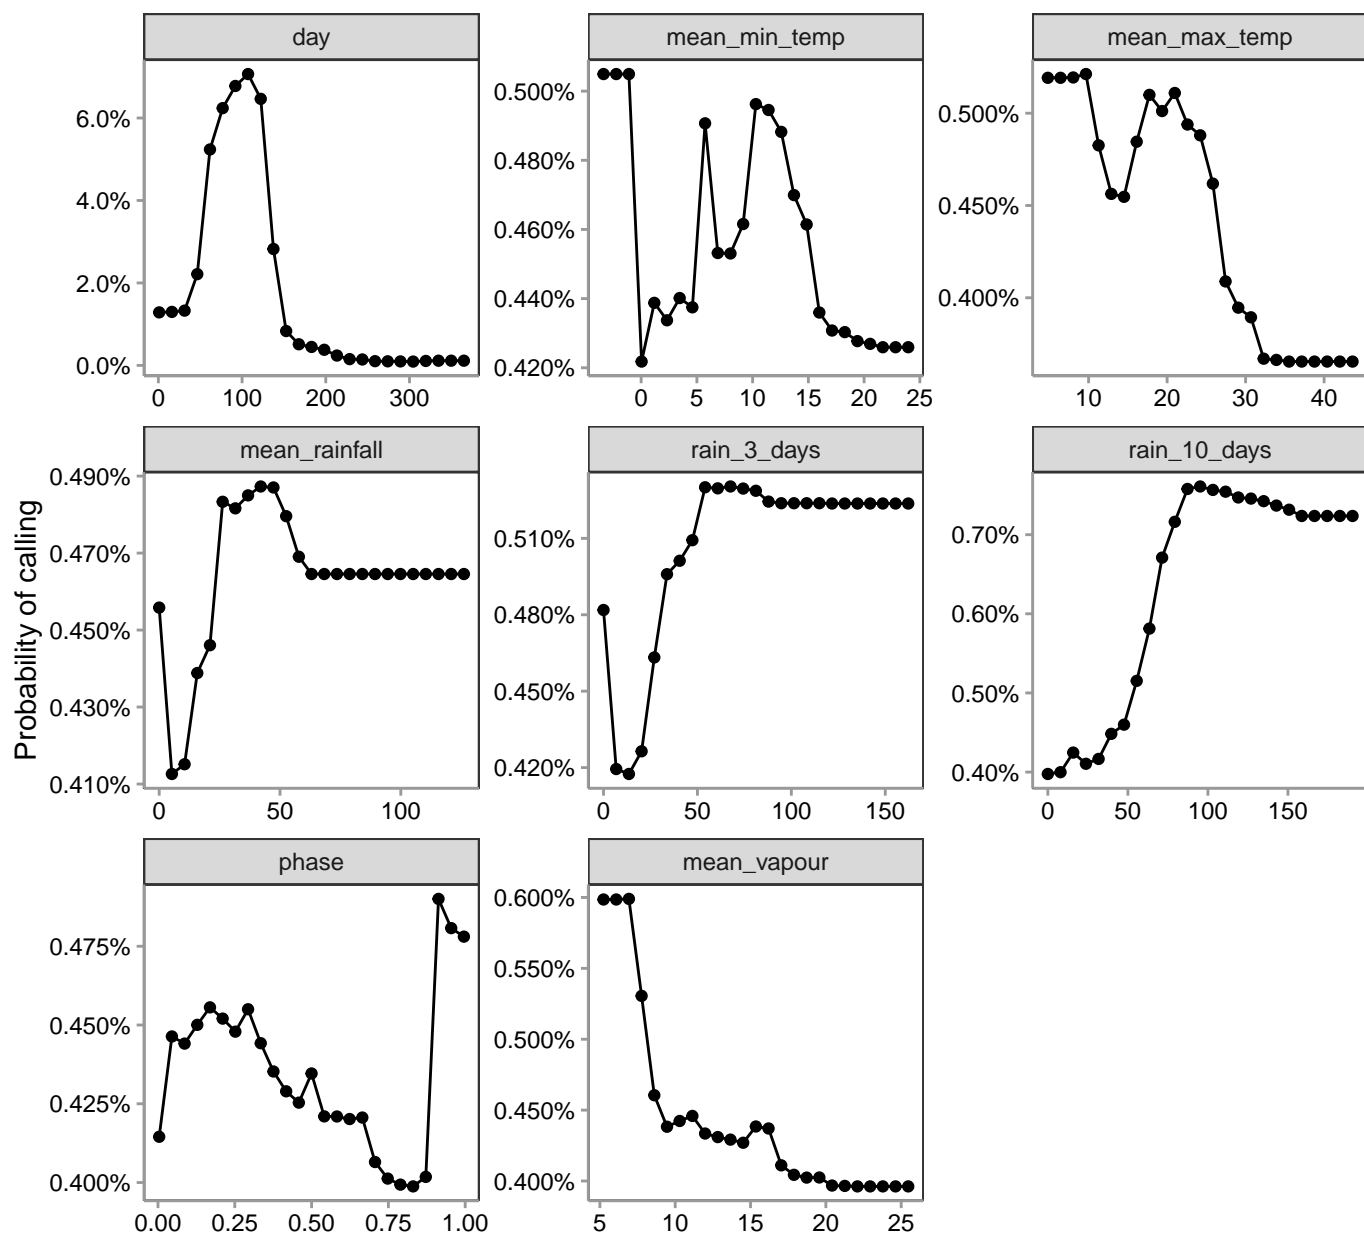 day
mean_min_temp
mean_max_temp
6.0%
4.0%
2.0%
0.0%
0 100 200 300
0.500%
0.480%
0.460%
0.440%
0.420%
0 5 10 15 20 25
0.500%
0.450%
0.400%
10 20 30 40
mean_rainfall
rain_3_days
rain_10_days
Probability of calling
0.490%
0.470%
0.450%
0.430%
0.410%
0 50 100
0.510%
0.480%
0.450%
0.420%
0 50 100 150
0.70%
0.60%
0.50%
0.40%
0 50 100 150
phase
mean_vapour
0.475%
0.450%
0.425%
0.400%
0.00 0.25 0.50 0.75 1.00
0.600%
0.550%
0.500%
0.450%
0.400%
5 10 15 20 25